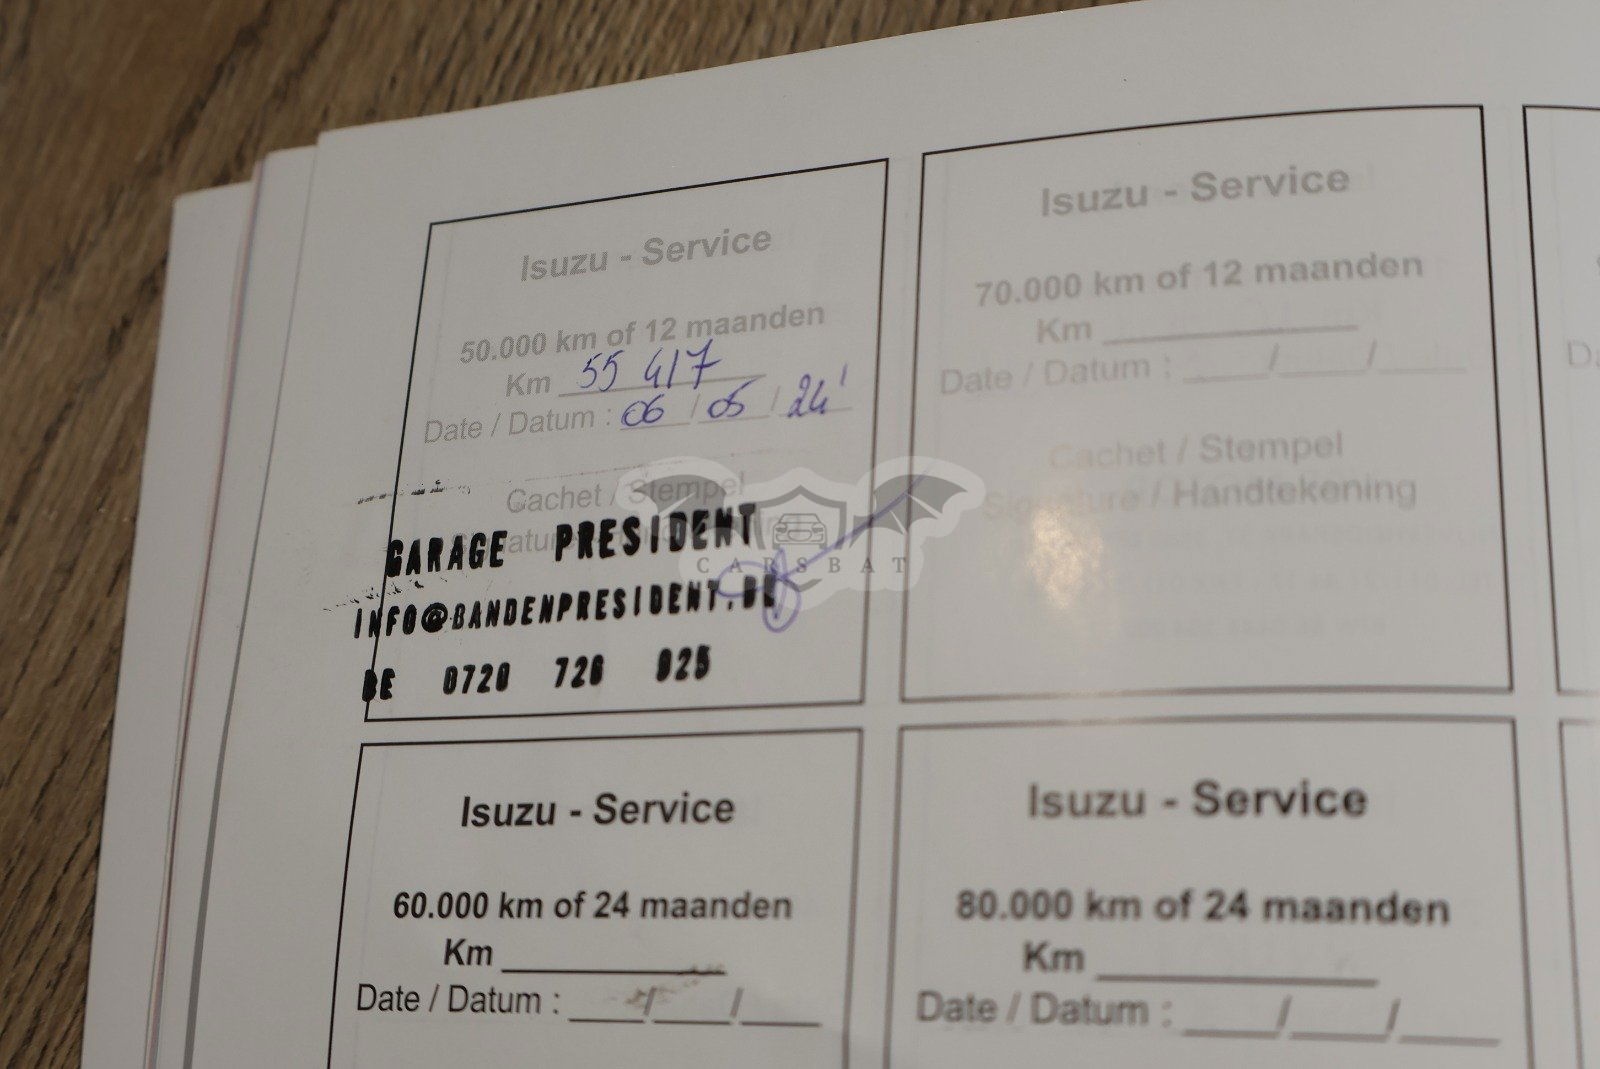 Isuzu - Service
50.000 km of 12 maanden
Km 55 417
Date / Datum : 06 / 05 / 24'
Cachet / Stempel
GARAGE PRESIDENT
INFO@BANDENPRESIDENT.BE
BE 0720 726 925
Isuzu - Service
70.000 km of 12 maanden
Km
Date / Datum : / /
Cachet / Stempel
Signature / Handtekening
CARSBAT
Isuzu - Service
60.000 km of 24 maanden
Km
Date / Datum : / /
Isuzu - Service
80.000 km of 24 maanden
Km
Date / Datum : / /